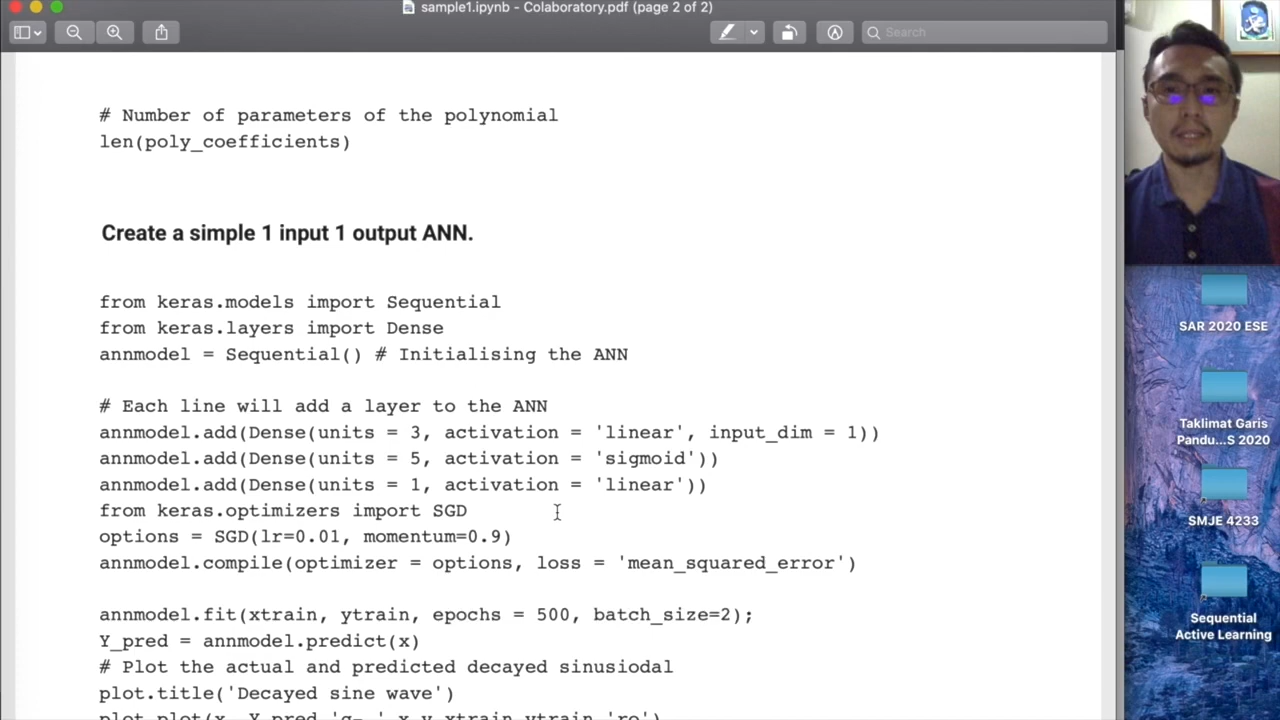 sample1.ipynb - Colaboratory.pdf (page 2 of 2)
Search
# Number of parameters of the polynomial
len(poly_coefficients)
Create a simple 1 input 1 output ANN.
from keras.models import Sequential
from keras.layers import Dense
annmodel = Sequential() # Initialising the ANN
# Each line will add a layer to the ANN
annmodel.add(Dense(units = 3, activation = 'linear', input_dim = 1))
annmodel.add(Dense(units = 5, activation = 'sigmoid'))
annmodel.add(Dense(units = 1, activation = 'linear'))
from keras.optimizers import SGD
options = SGD(lr=0.01, momentum=0.9)
annmodel.compile(optimizer = options, loss = 'mean_squared_error')
annmodel.fit(xtrain, ytrain, epochs = 500, batch_size=2);
Y_pred = annmodel.predict(x)
# Plot the actual and predicted decayed sinusiodal
plot.title('Decayed sine wave')
plot.plot(x, Y_pred,'g-.',x,y,xtrain,ytrain,'ro')
SAR 2020 ESE
Taklimat Garis
Pandu...S 2020
SMJE 4233
Sequential
Active Learning